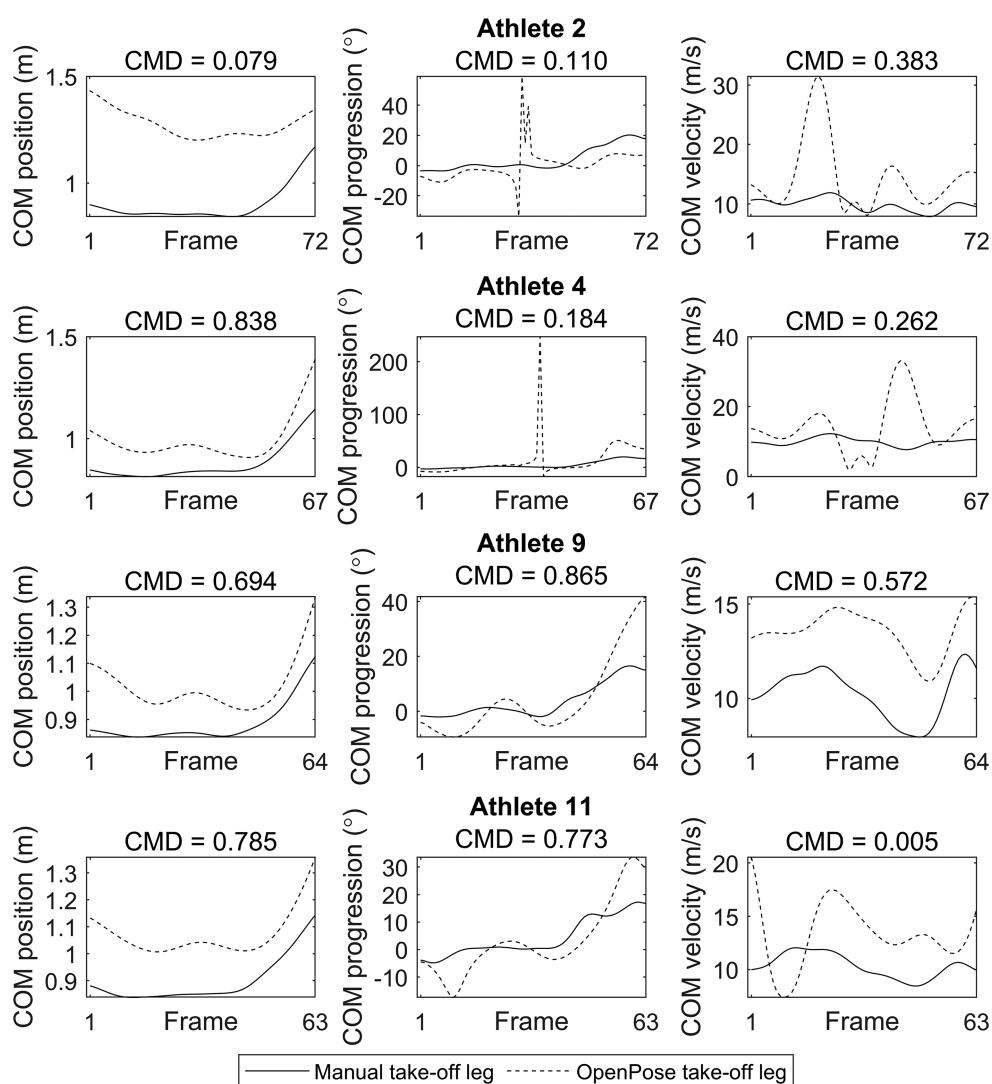 Athlete 2
CMD = 0.079 CMD = 0.110 CMD = 0.383
COM position (m) 1.5 1 1 Frame 72
COM progression (°) 40 20 0 -20 1 Frame 72
COM velocity (m/s) 30 20 10 1 Frame 72
Athlete 4
CMD = 0.838 CMD = 0.184 CMD = 0.262
COM position (m) 1.5 1 1 Frame 67
COM progression (°) 200 100 0 1 Frame 67
COM velocity (m/s) 40 20 0 1 Frame 67
Athlete 9
CMD = 0.694 CMD = 0.865 CMD = 0.572
COM position (m) 1.3 1.2 1.1 1 0.9 1 Frame 64
COM progression (°) 40 20 0 1 Frame 64
COM velocity (m/s) 15 10 1 Frame 64
Athlete 11
CMD = 0.785 CMD = 0.773 CMD = 0.005
COM position (m) 1.3 1.2 1.1 1 0.9 1 Frame 63
COM progression (°) 30 20 10 0 -10 1 Frame 63
COM velocity (m/s) 20 15 10 1 Frame 63
Manual take-off leg OpenPose take-off leg